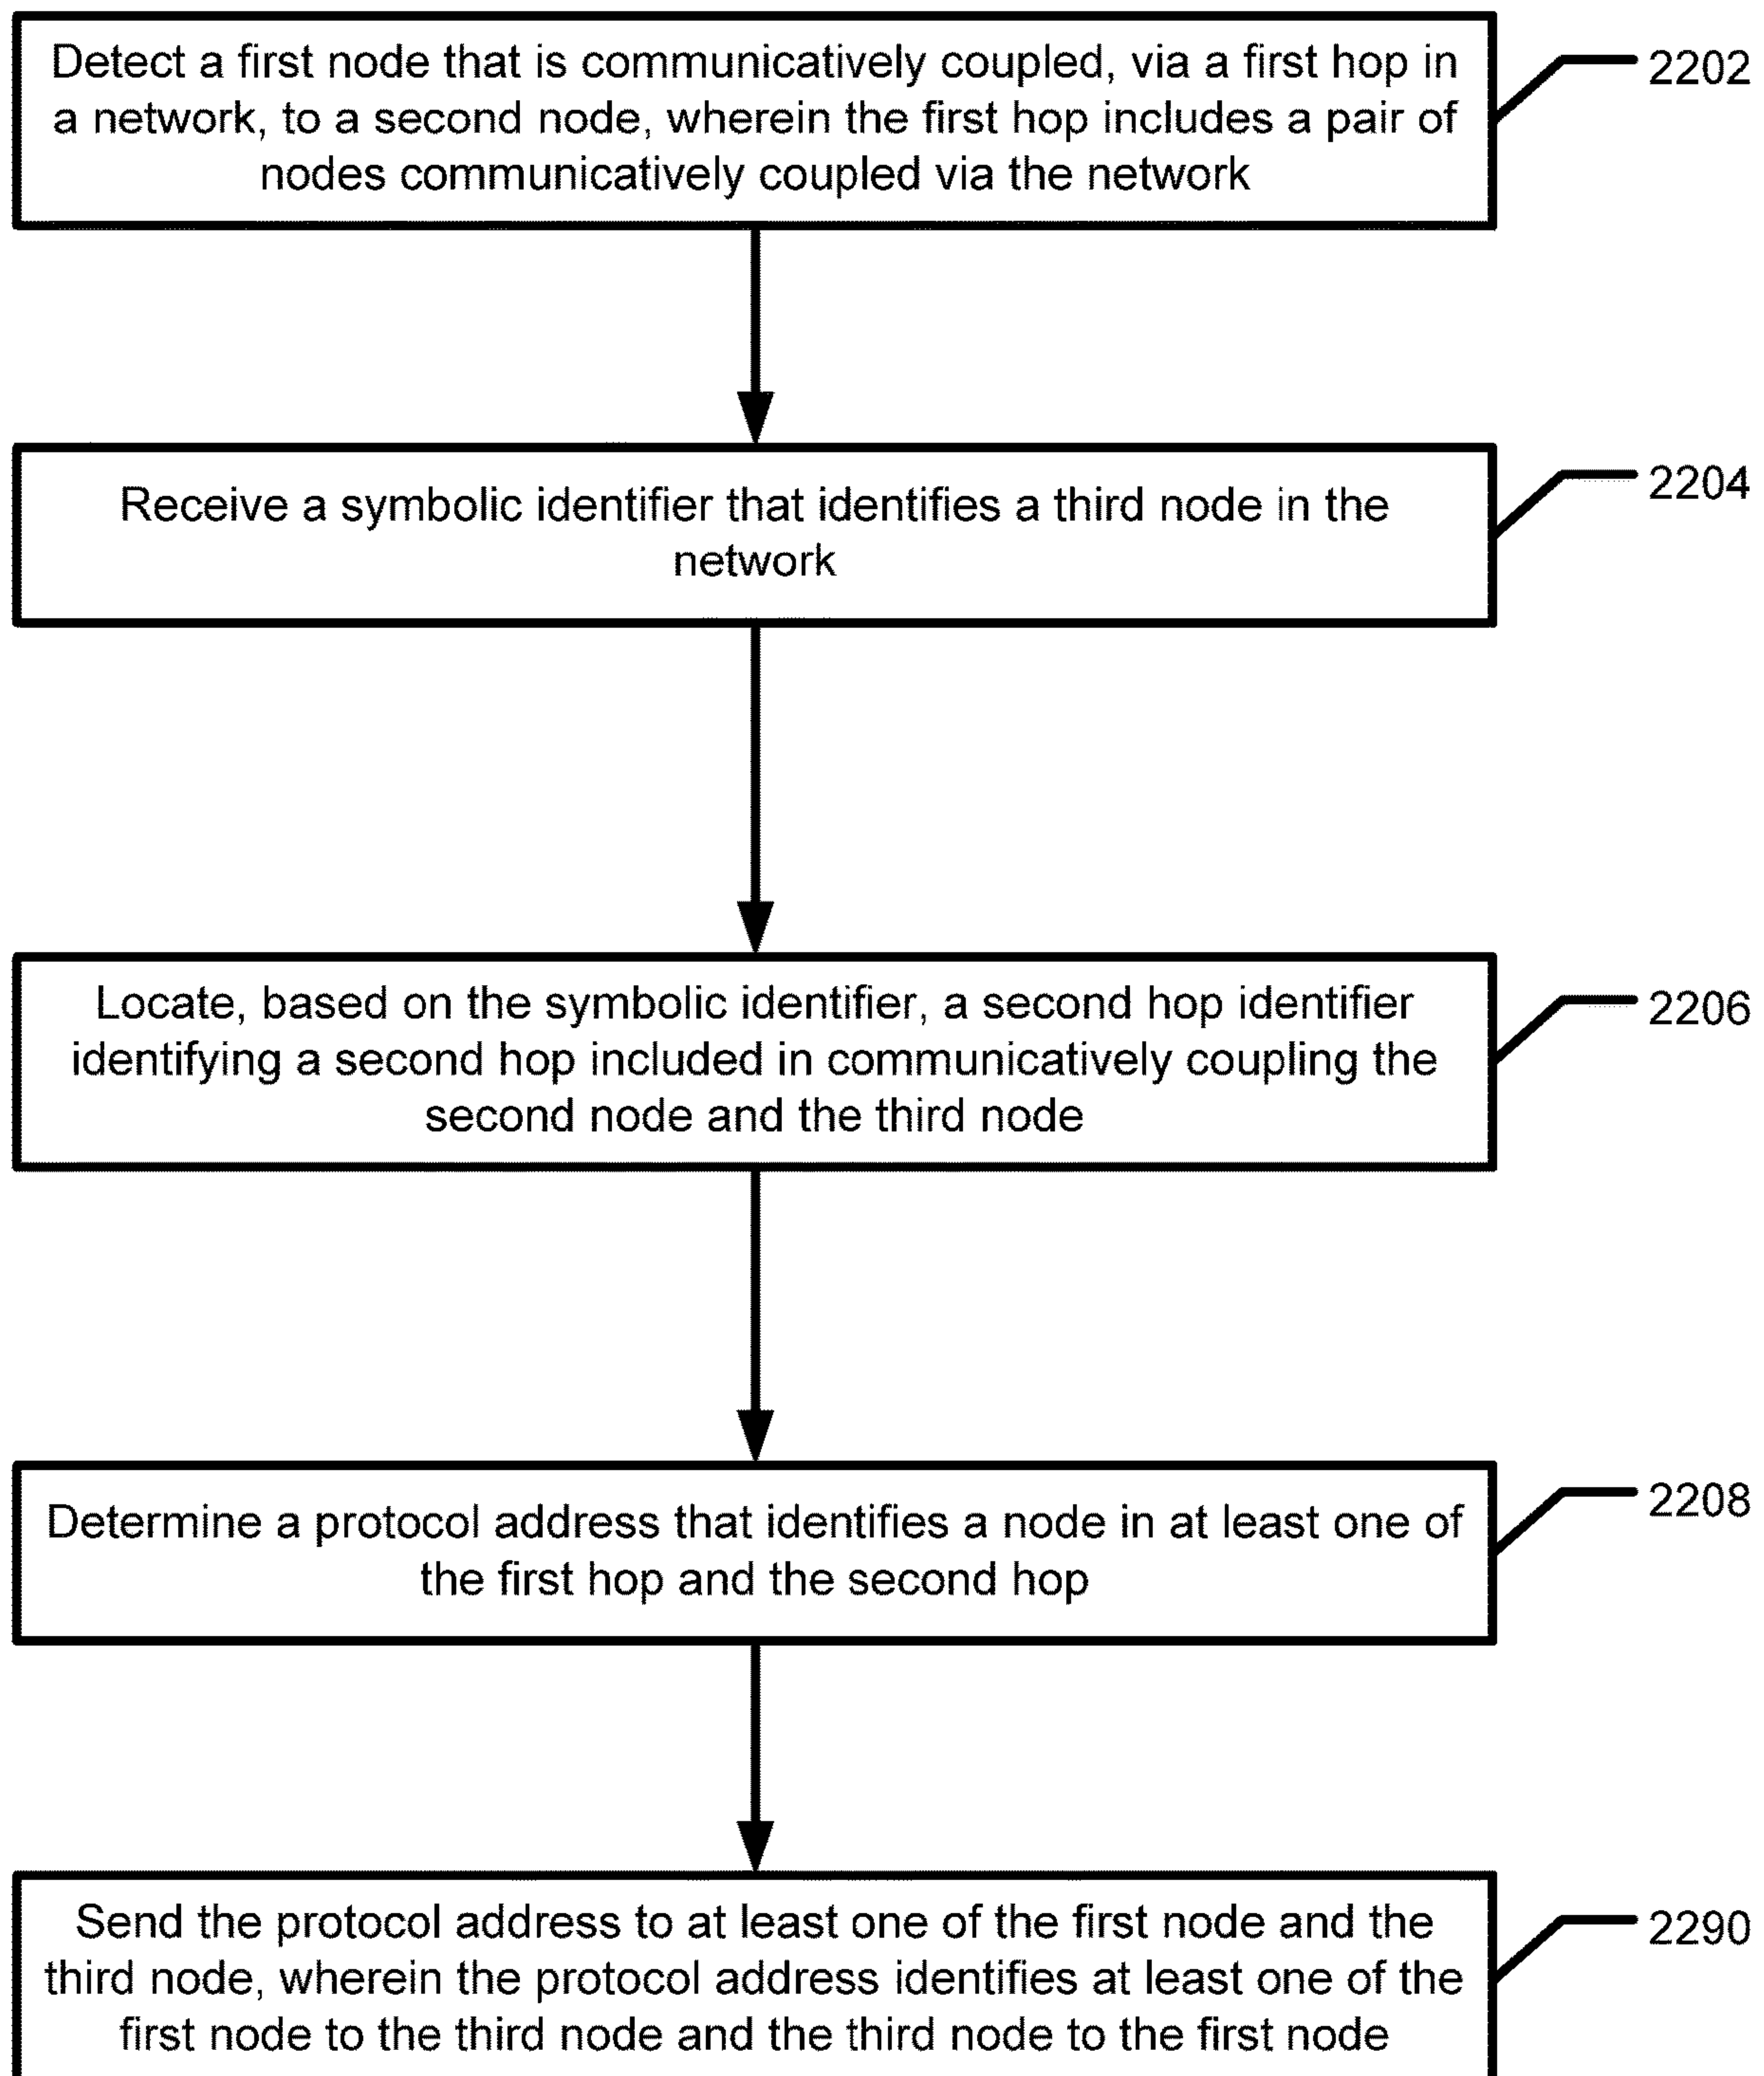 Detect a first node that is communicatively coupled, via a first hop in
a network, to a second node, wherein the first hop includes a pair of
nodes communicatively coupled via the network
2202
Receive a symbolic identifier that identifies a third node in the
network
2204
Locate, based on the symbolic identifier, a second hop identifier
identifying a second hop included in communicatively coupling the
second node and the third node
2206
Determine a protocol address that identifies a node in at least one of
the first hop and the second hop
2208
Send the protocol address to at least one of the first node and the
third node, wherein the protocol address identifies at least one of the
first node to the third node and the third node to the first node
2290